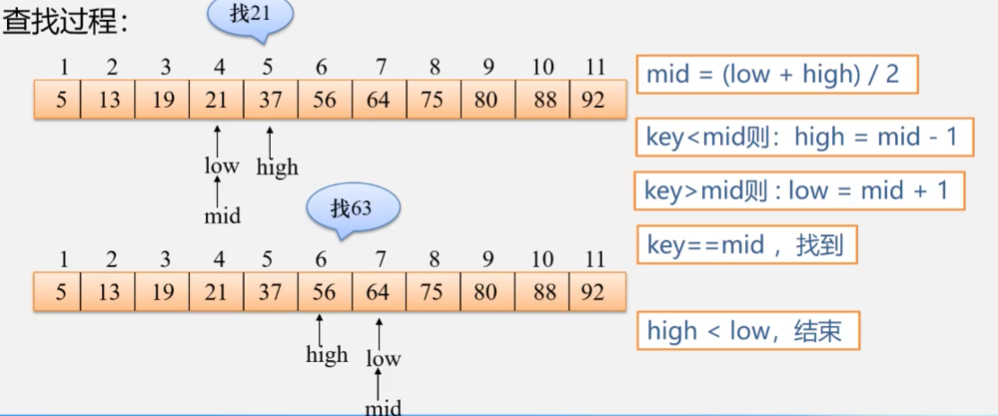 查找过程：
找21
1 2 3 4 5 6 7 8 9 10 11
5 13 19 21 37 56 64 75 80 88 92
low high
mid
找63
1 2 3 4 5 6 7 8 9 10 11
5 13 19 21 37 56 64 75 80 88 92
high low
mid
mid = (low + high) / 2
key<mid则：high = mid - 1
key>mid则：low = mid + 1
key==mid ，找到
high < low，结束